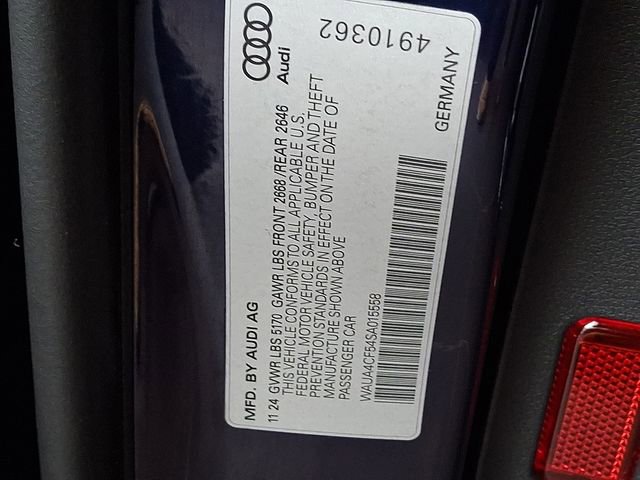 MFD. BY AUDI AG
Audi
11 24 GVWR LBS 5170 GAWR LBS FRONT 2668 /REAR 2646
THIS VEHICLE CONFORMS TO ALL APPLICABLE U.S.
FEDERAL MOTOR VEHICLE SAFETY, BUMPER AND THEFT
PREVENTION STANDARDS IN EFFECT ON THE DATE OF
MANUFACTURE SHOWN ABOVE
PASSENGER CAR
WAUA4CF54SA015558
4910362
GERMANY